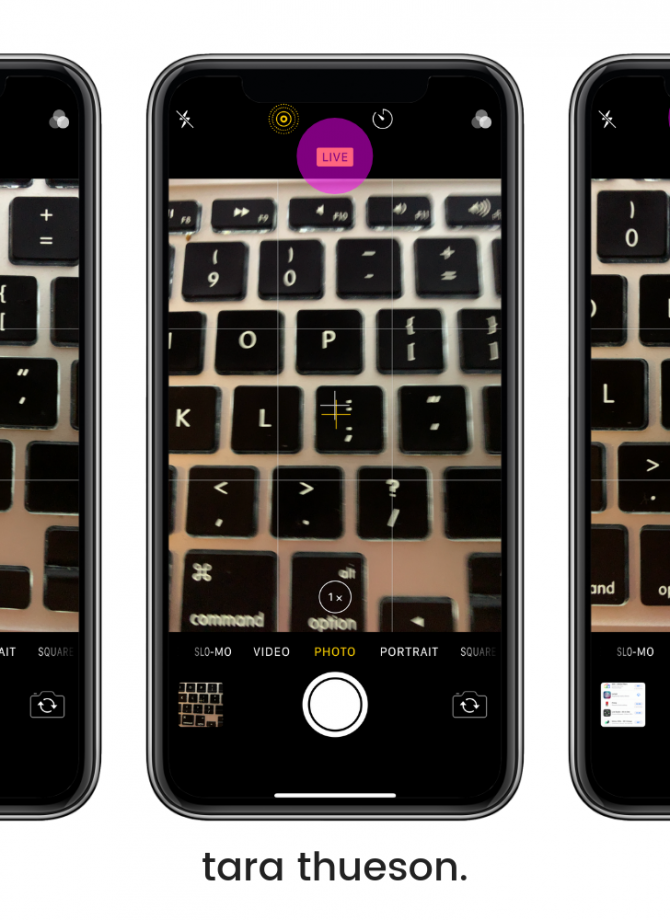 LIVE
F8 F9 F10 F11
+
=
( ) - +
9 0 - =
)
0
O P { }
[ ]
{
[
K L : "
; '
"
,
L
< > ?
, . /
>
.
⌘ alt
1×
command option
AIT SQUARE
SLO-MO VIDEO PHOTO PORTRAIT SQUARE
SLO-MO
tara thueson.